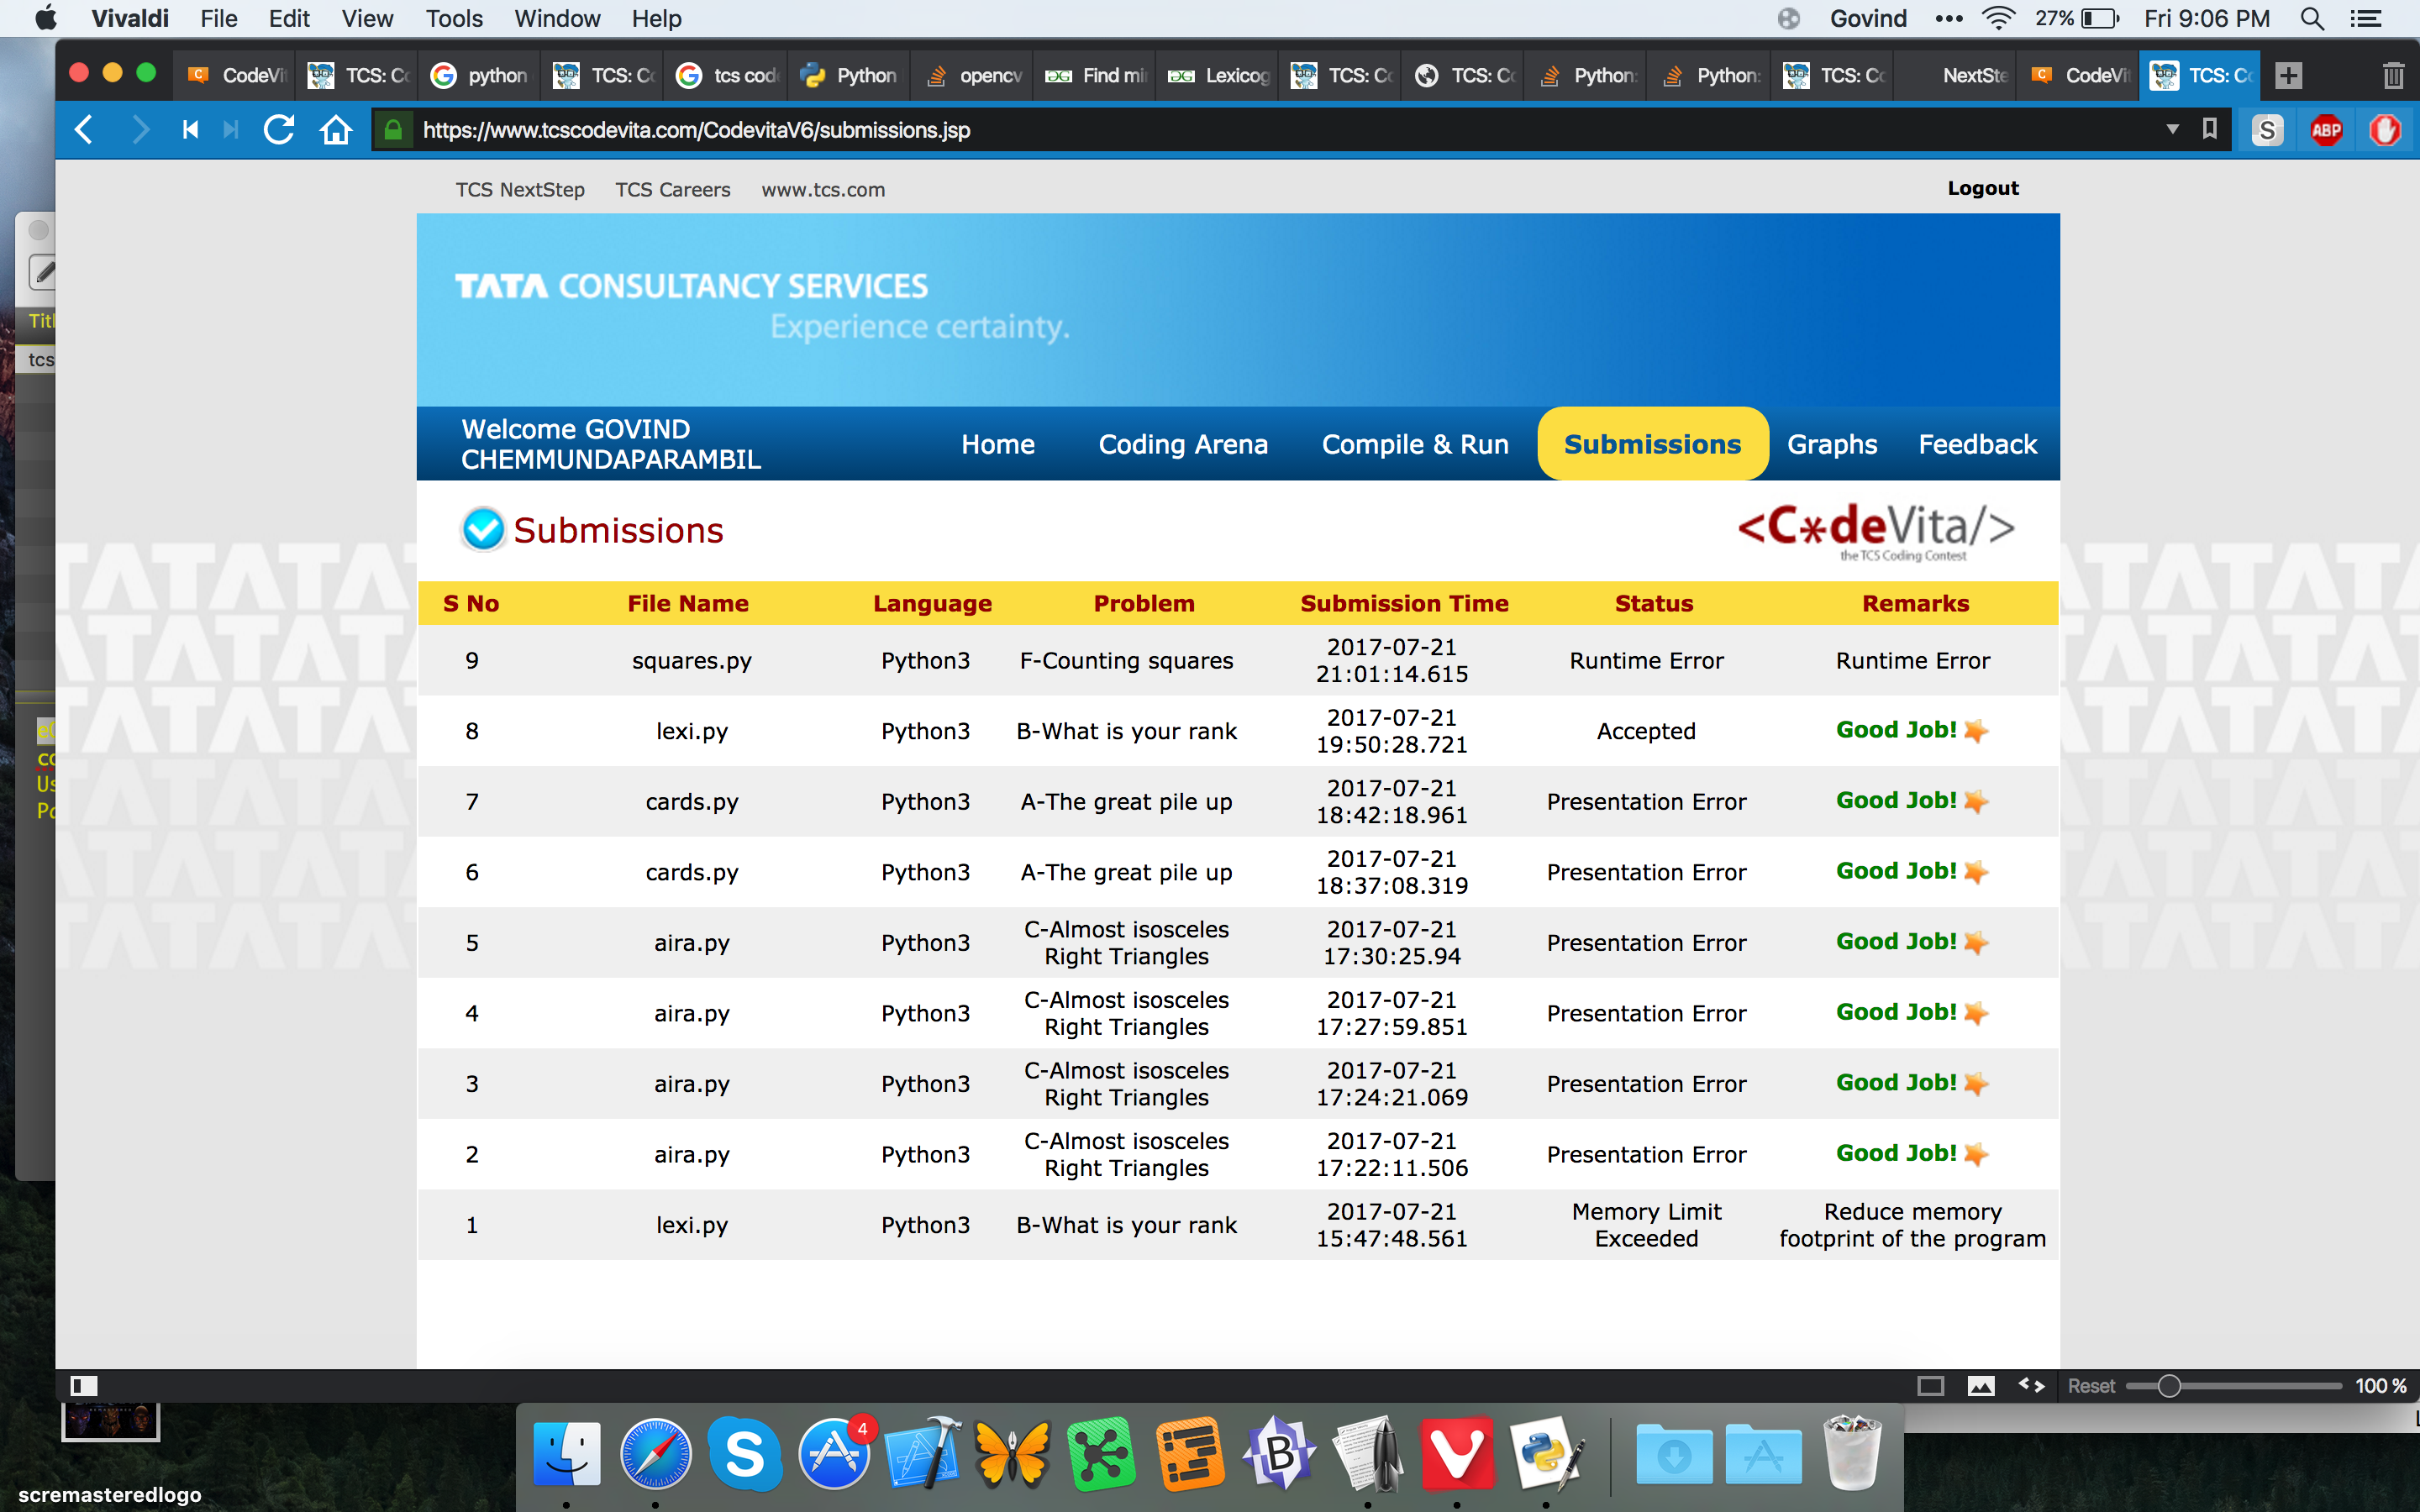 Vivaldi File Edit View Tools Window Help Govind 27% Fri 9:06 PM
CodeVi TCS: Co python TCS: Co tcs cod Python opencv Find mi Lexicog TCS: Co TCS: Co Python: Python: TCS: Co NextSte CodeVi TCS: Co
https://www.tcscodevita.com/CodevitaV6/submissions.jsp S ABP
TCS NextStep TCS Careers www.tcs.com Logout
TATA CONSULTANCY SERVICES
Experience certainty.
Titl
tcs
Welcome GOVIND
CHEMMUNDAPARAMBIL
Home Coding Arena Compile & Run Submissions Graphs Feedback
Submissions
<C*deVita/>
the TCS Coding Contest
S No File Name Language Problem Submission Time Status Remarks
9 squares.py Python3 F-Counting squares 2017-07-21 21:01:14.615 Runtime Error Runtime Error
8 lexi.py Python3 B-What is your rank 2017-07-21 19:50:28.721 Accepted Good Job!
7 cards.py Python3 A-The great pile up 2017-07-21 18:42:18.961 Presentation Error Good Job!
6 cards.py Python3 A-The great pile up 2017-07-21 18:37:08.319 Presentation Error Good Job!
5 aira.py Python3 C-Almost isosceles Right Triangles 2017-07-21 17:30:25.94 Presentation Error Good Job!
4 aira.py Python3 C-Almost isosceles Right Triangles 2017-07-21 17:27:59.851 Presentation Error Good Job!
3 aira.py Python3 C-Almost isosceles Right Triangles 2017-07-21 17:24:21.069 Presentation Error Good Job!
2 aira.py Python3 C-Almost isosceles Right Triangles 2017-07-21 17:22:11.506 Presentation Error Good Job!
1 lexi.py Python3 B-What is your rank 2017-07-21 15:47:48.561 Memory Limit Exceeded Reduce memory footprint of the program
Us
TATATATA
Reset 100 %
4
scremasteredlogo